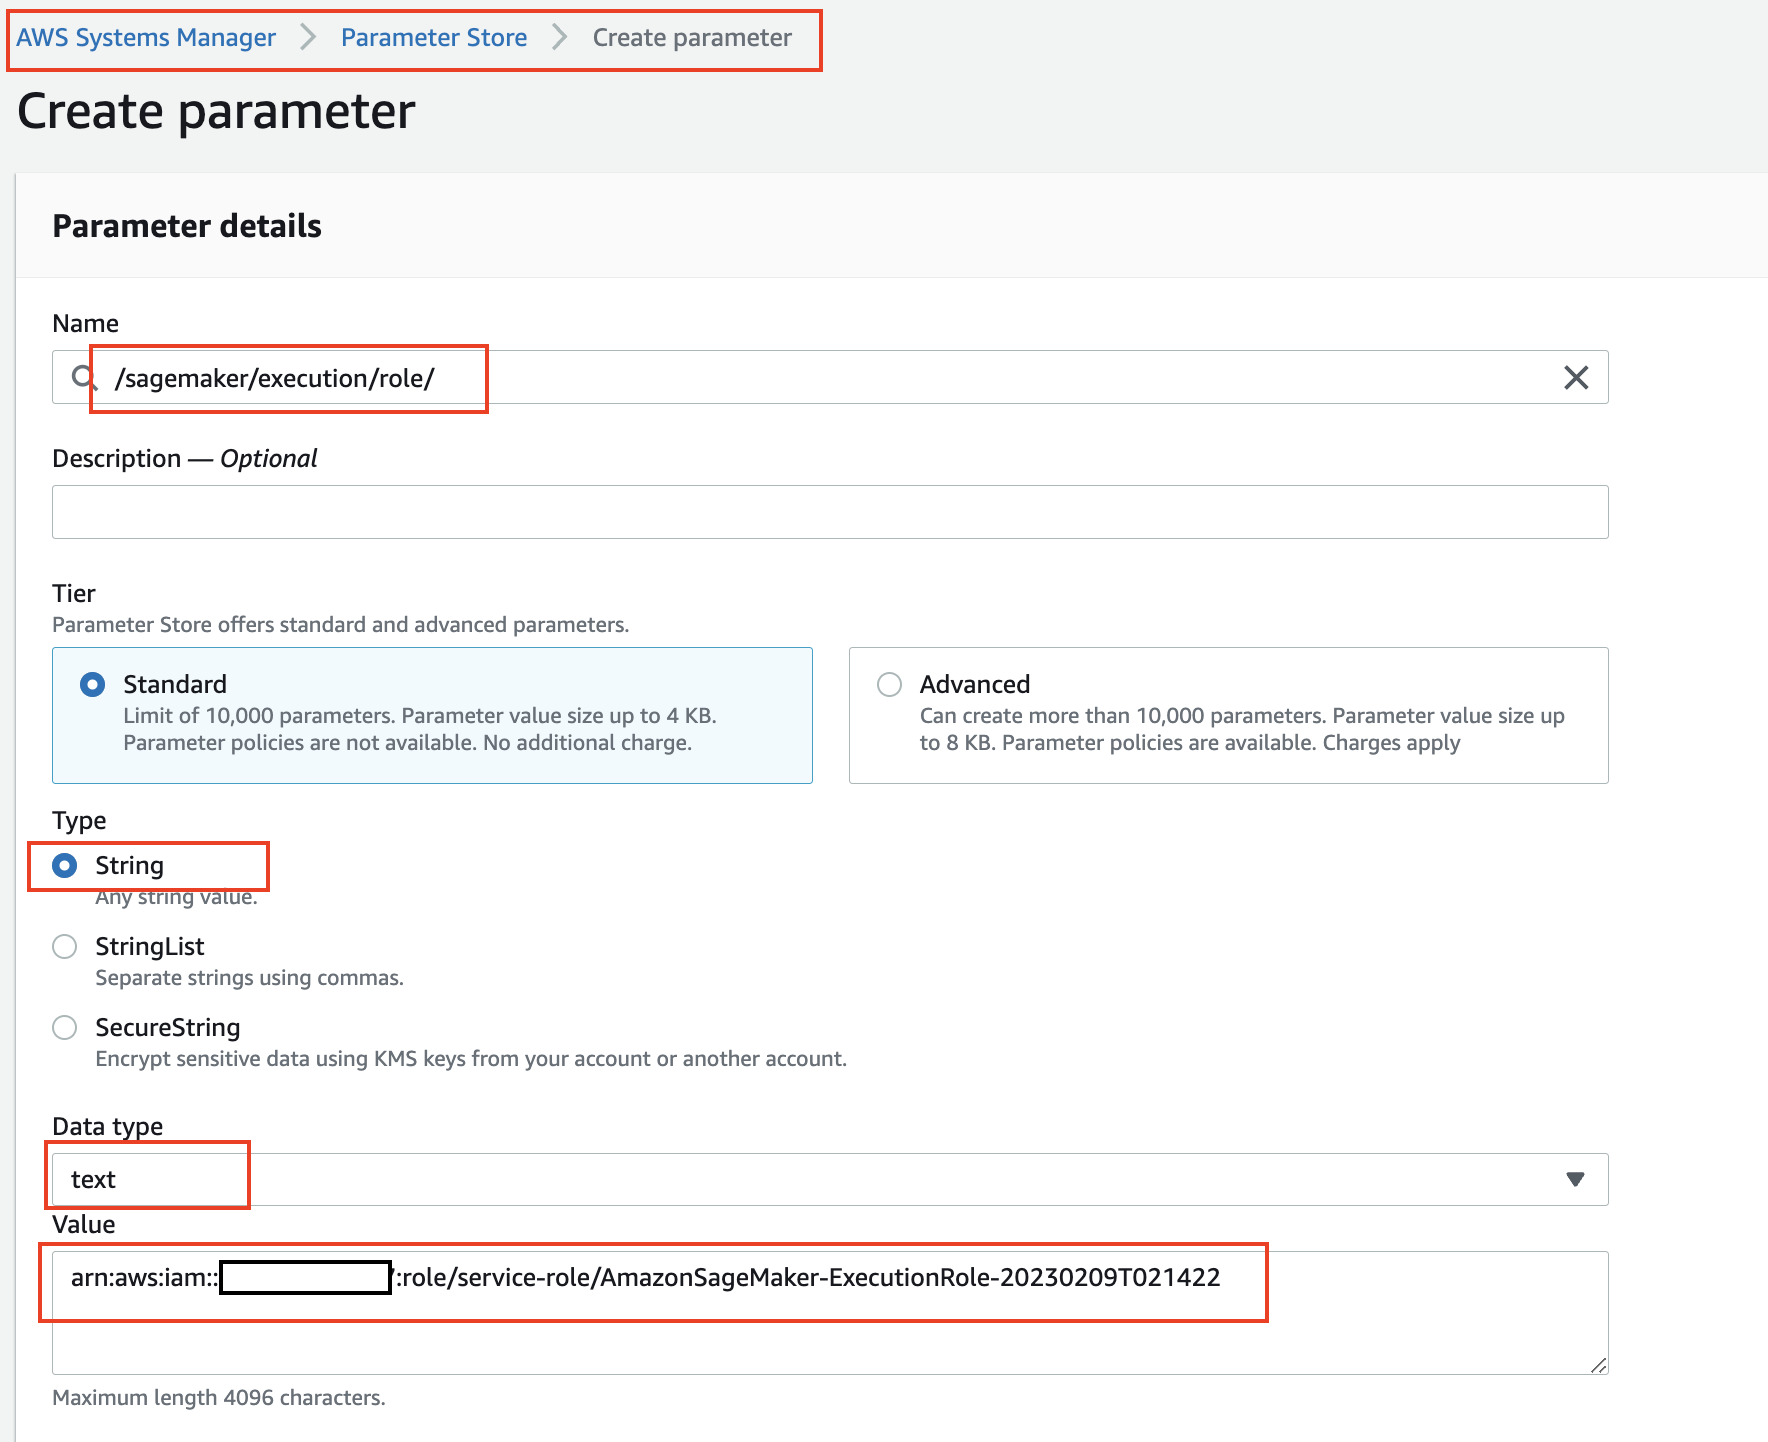 AWS Systems Manager > Parameter Store > Create parameter
Create parameter
Parameter details
Name
/sagemaker/execution/role/
Description — Optional
Tier
Parameter Store offers standard and advanced parameters.
Standard
Limit of 10,000 parameters. Parameter value size up to 4 KB.
Parameter policies are not available. No additional charge.
Advanced
Can create more than 10,000 parameters. Parameter value size up
to 8 KB. Parameter policies are available. Charges apply
Type
String
Any string value.
StringList
Separate strings using commas.
SecureString
Encrypt sensitive data using KMS keys from your account or another account.
Data type
text
Value
arn:aws:iam:: :role/service-role/AmazonSageMaker-ExecutionRole-20230209T021422
Maximum length 4096 characters.